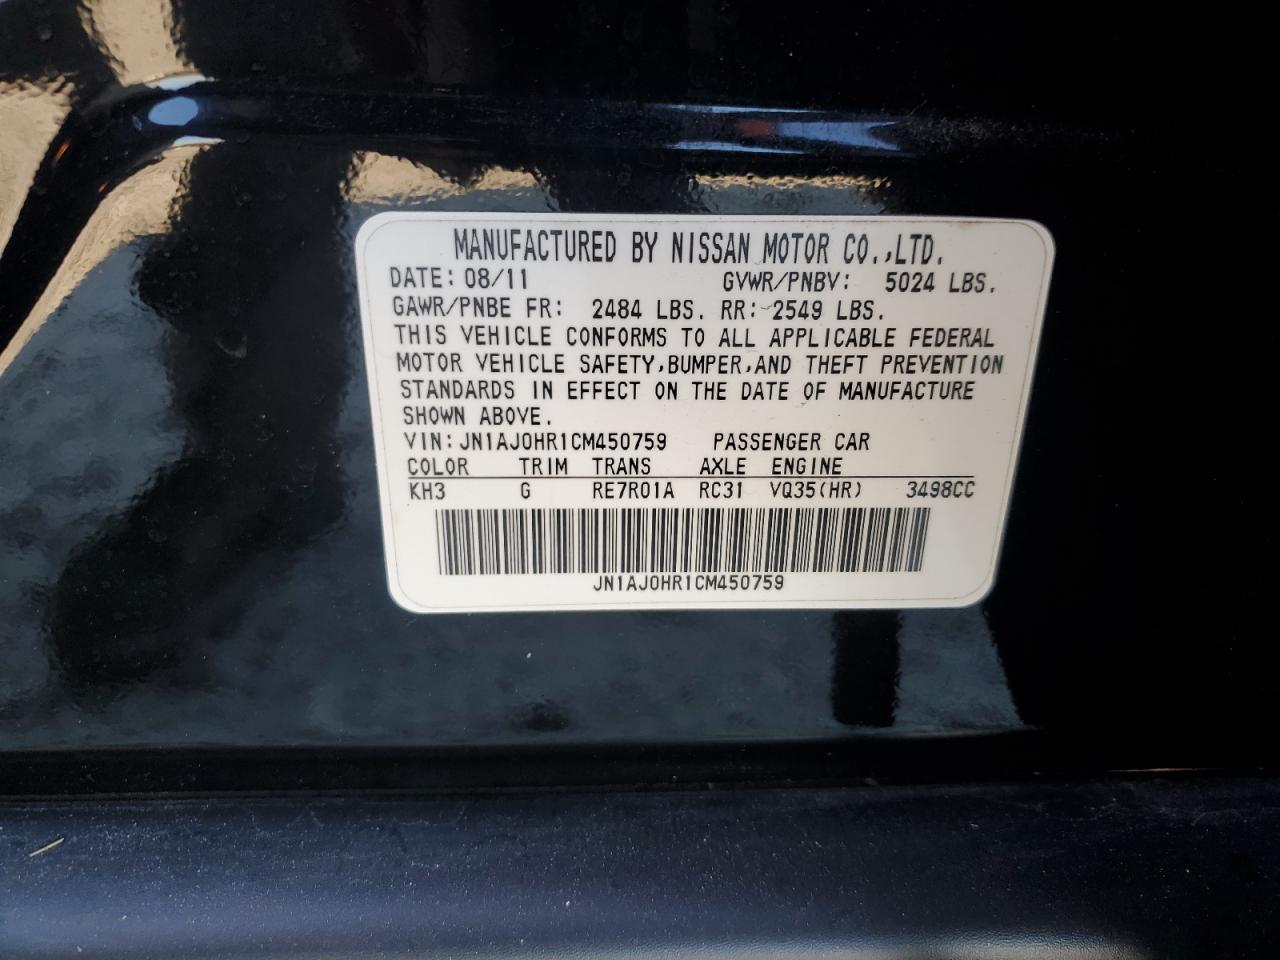 MANUFACTURED BY NISSAN MOTOR CO.,LTD.
DATE: 08/11 GVWR/PNBV: 5024 LBS.
GAWR/PNBE FR: 2484 LBS. RR: 2549 LBS.
THIS VEHICLE CONFORMS TO ALL APPLICABLE FEDERAL
MOTOR VEHICLE SAFETY,BUMPER,AND THEFT PREVENTION
STANDARDS IN EFFECT ON THE DATE OF MANUFACTURE
SHOWN ABOVE.
VIN:JN1AJ0HR1CM450759 PASSENGER CAR
COLOR TRIM TRANS AXLE ENGINE
KH3 G RE7R01A RC31 VQ35(HR) 3498CC
JN1AJ0HR1CM450759